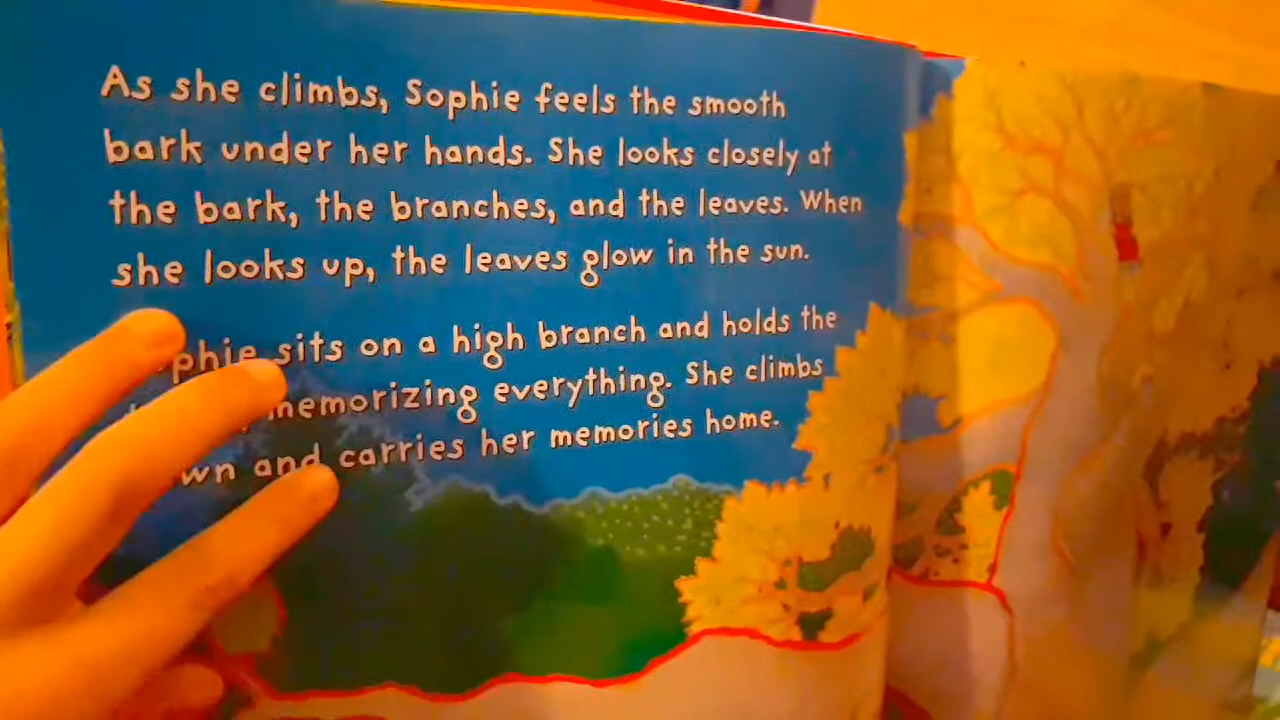 As she climbs, Sophie feels the smooth
bark under her hands. She looks closely at
the bark, the branches, and the leaves. When
she looks up, the leaves glow in the sun.
sits on a high branch and holds the
memorizing everything. She climbs
and carries her memories home.